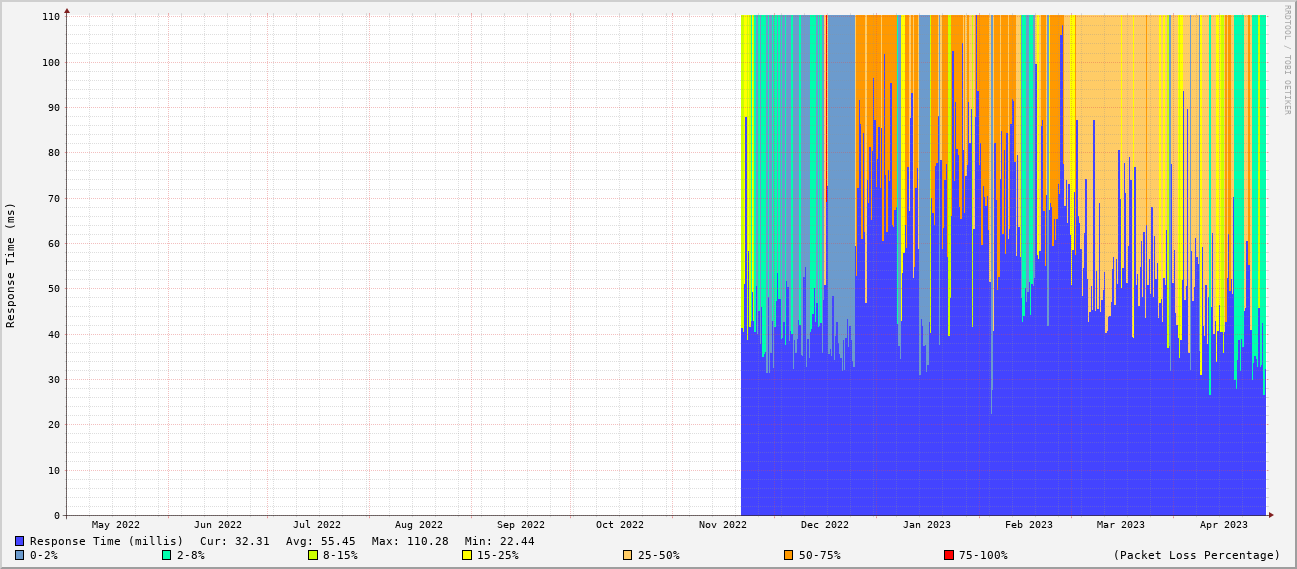 RRDTOOL / TOBI OETIKER
Response Time (ms)
110
100
90
80
70
60
50
40
30
20
10
0
May 2022 Jun 2022 Jul 2022 Aug 2022 Sep 2022 Oct 2022 Nov 2022 Dec 2022 Jan 2023 Feb 2023 Mar 2023 Apr 2023
Response Time (millis) Cur: 32.31 Avg: 55.45 Max: 110.28 Min: 22.44
0-2% 2-8% 8-15% 15-25% 25-50% 50-75% 75-100% (Packet Loss Percentage)